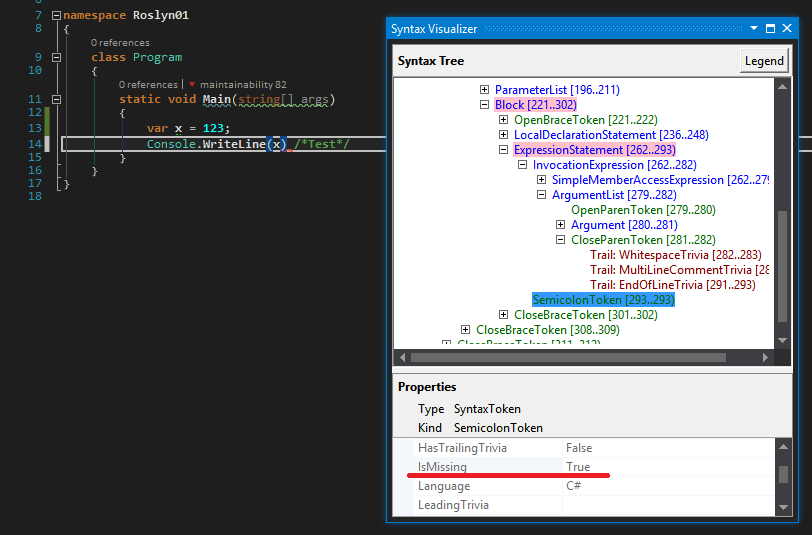 7 namespace Roslyn01
8 {
0 references
9 class Program
10 {
0 references | maintainability 82
11 static void Main(string[] args)
12 {
13 var x = 123;
14 Console.WriteLine(x) /*Test*/
15 }
16 }
17 }
18
Syntax Visualizer
Syntax Tree
Legend
ParameterList [196..211)
Block [221..302)
OpenBraceToken [221..222)
LocalDeclarationStatement [236..248)
ExpressionStatement [262..293)
InvocationExpression [262..282)
SimpleMemberAccessExpression [262..279
ArgumentList [279..282)
OpenParenToken [279..280)
Argument [280..281)
CloseParenToken [281..282)
Trail: WhitespaceTrivia [282..283)
Trail: MultiLineCommentTrivia [28
Trail: EndOfLineTrivia [291..293)
SemicolonToken [293..293)
CloseBraceToken [301..302)
CloseBraceToken [308..309)
Properties
Type SyntaxToken
Kind SemicolonToken
HasTrailingTrivia False
IsMissing True
Language C#
LeadingTrivia